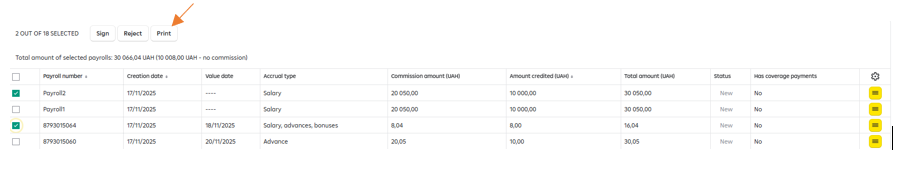 2 OUT OF 18 SELECTED Sign Reject Print
Total amount of selected payrolls: 30 066,04 UAH (10 008,00 UAH - no commission)
Payroll number Creation date Value date Accrual type Commission amount (UAH) Amount credited (UAH) Total amount (UAH) Status Has coverage payments
Payroll2 17/11/2025 ---- Salary 20 050,00 10 000,00 30 050,00 New No
Payroll1 17/11/2025 ---- Salary 20 050,00 10 000,00 30 050,00 New No
8793015064 17/11/2025 18/11/2025 Salary, advances, bonuses 8,04 8,00 16,04 New No
8793015060 17/11/2025 20/11/2025 Advance 20,05 10,00 30,05 New No